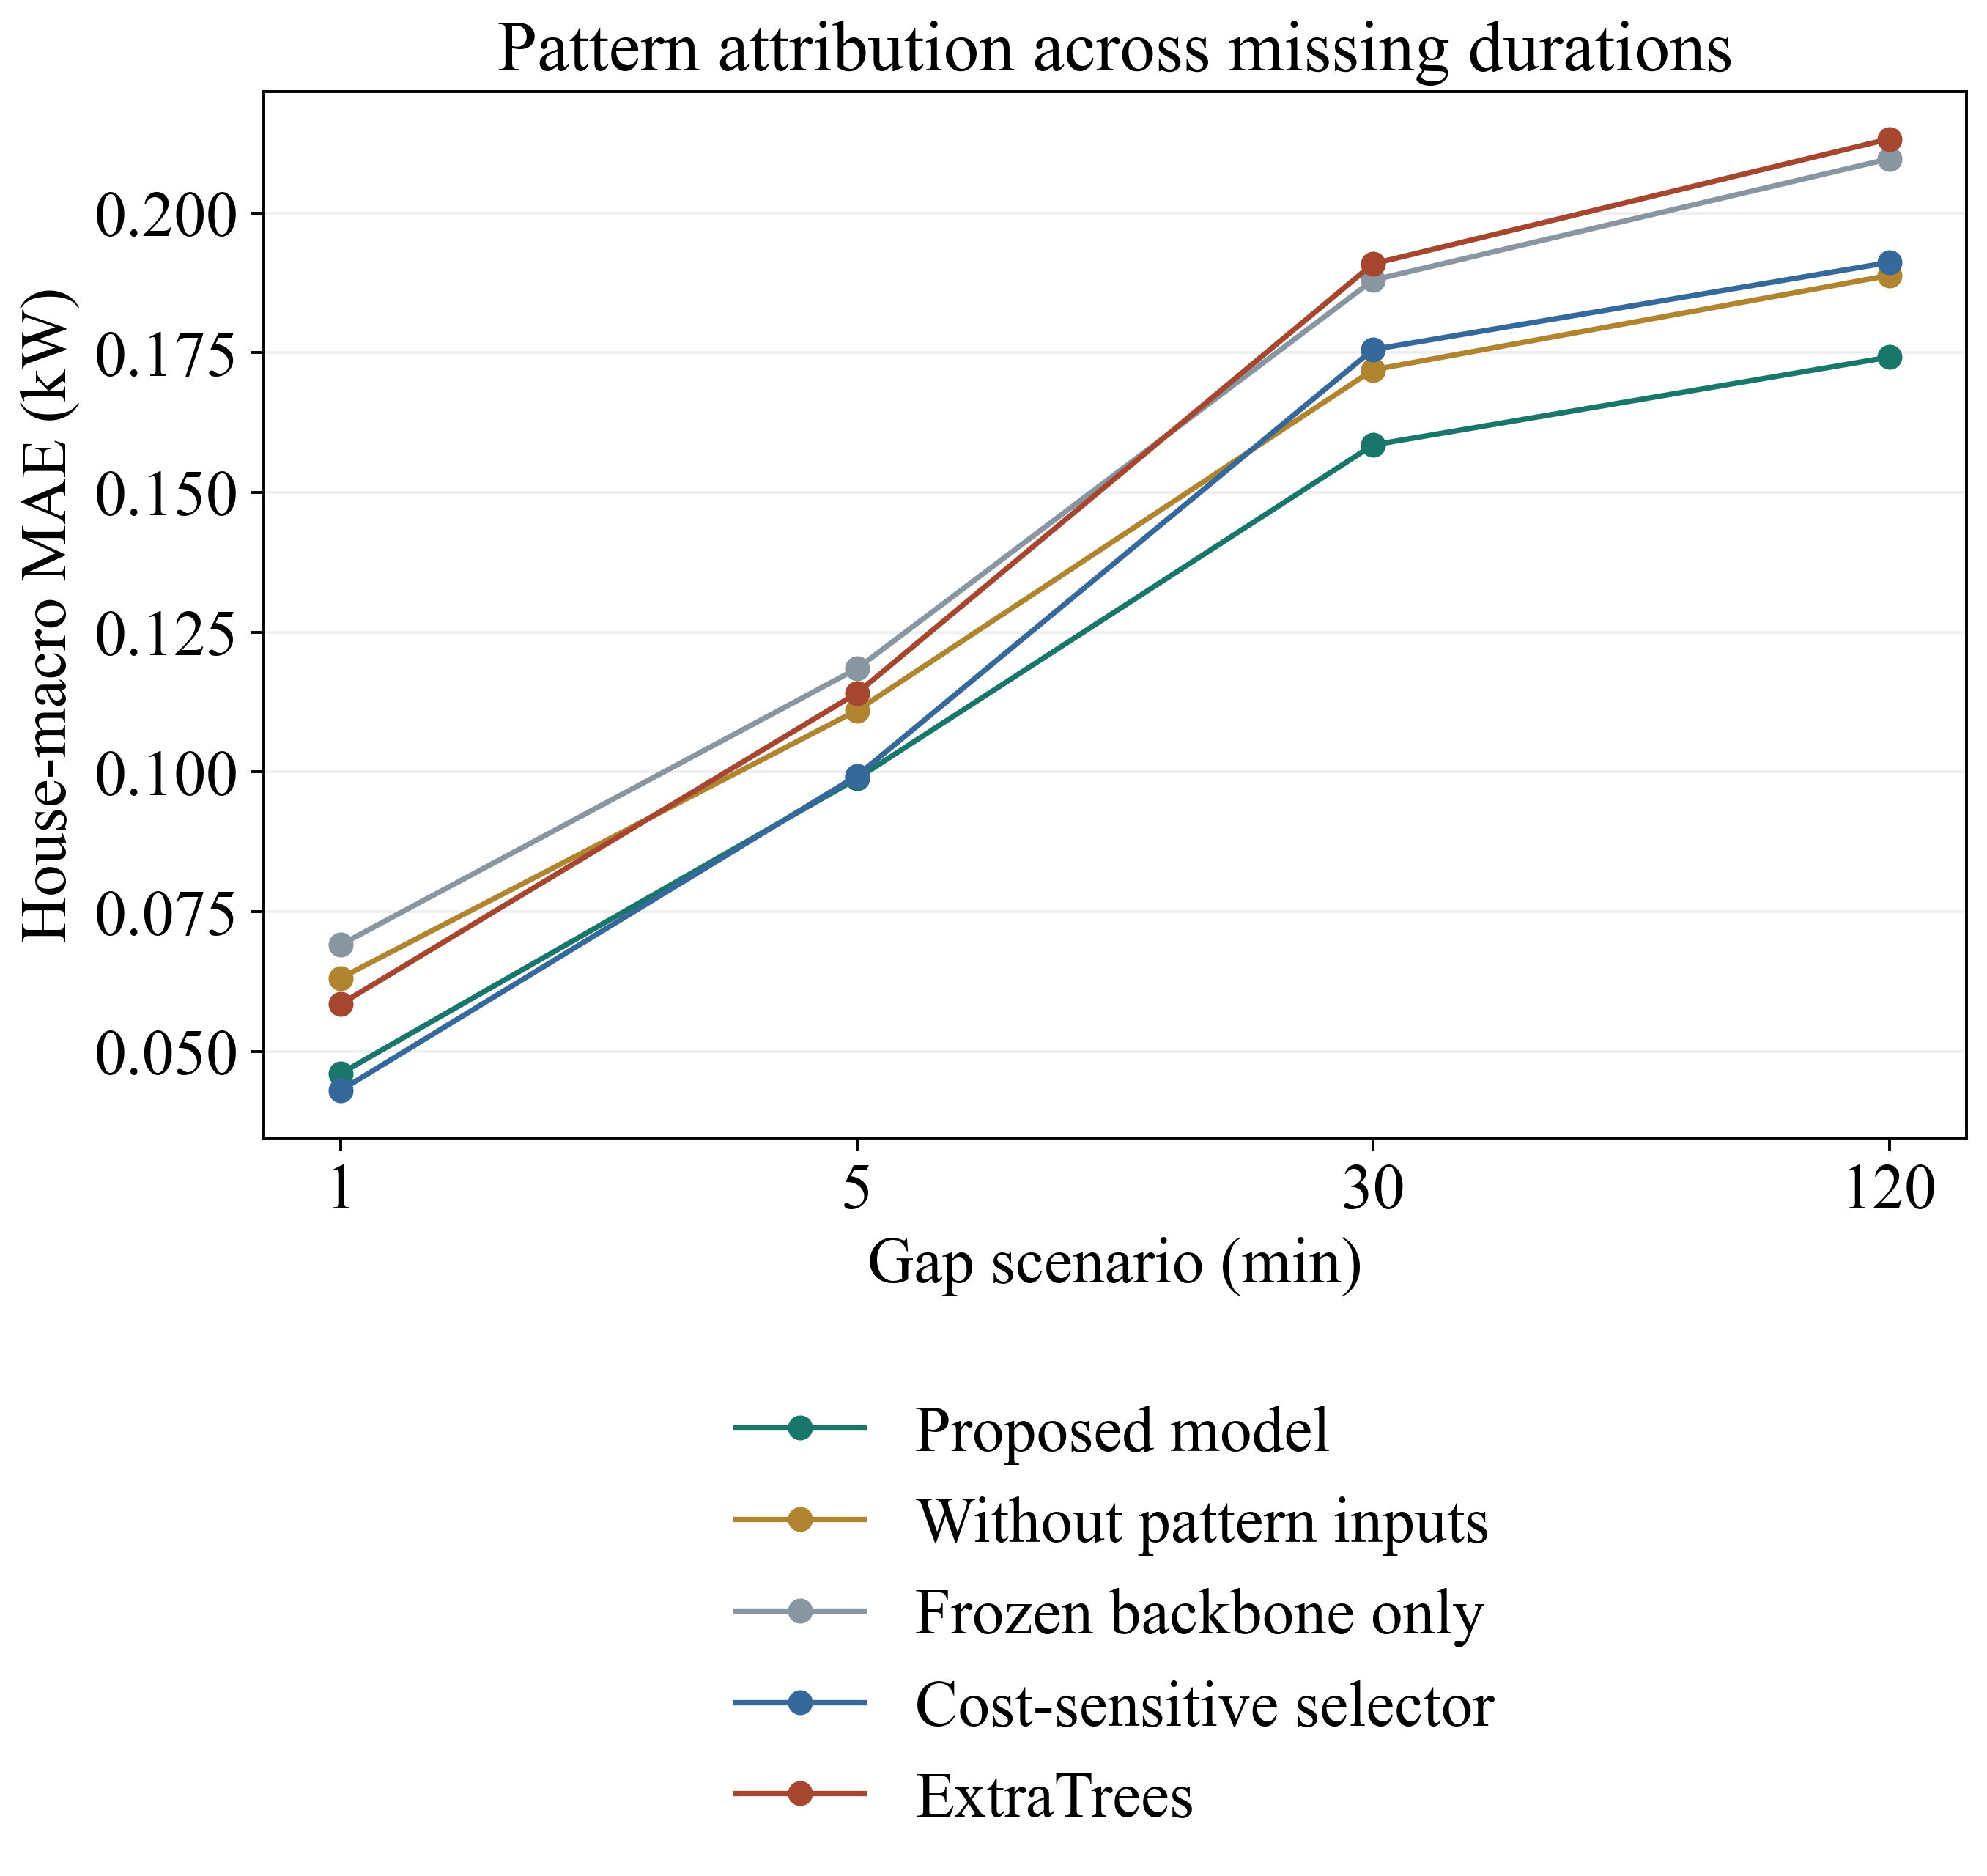 Pattern attribution across missing durations
House-macro MAE (kW)
0.200
0.175
0.150
0.125
0.100
0.075
0.050
1 5 30 120
Gap scenario (min)
Proposed model
Without pattern inputs
Frozen backbone only
Cost-sensitive selector
ExtraTrees